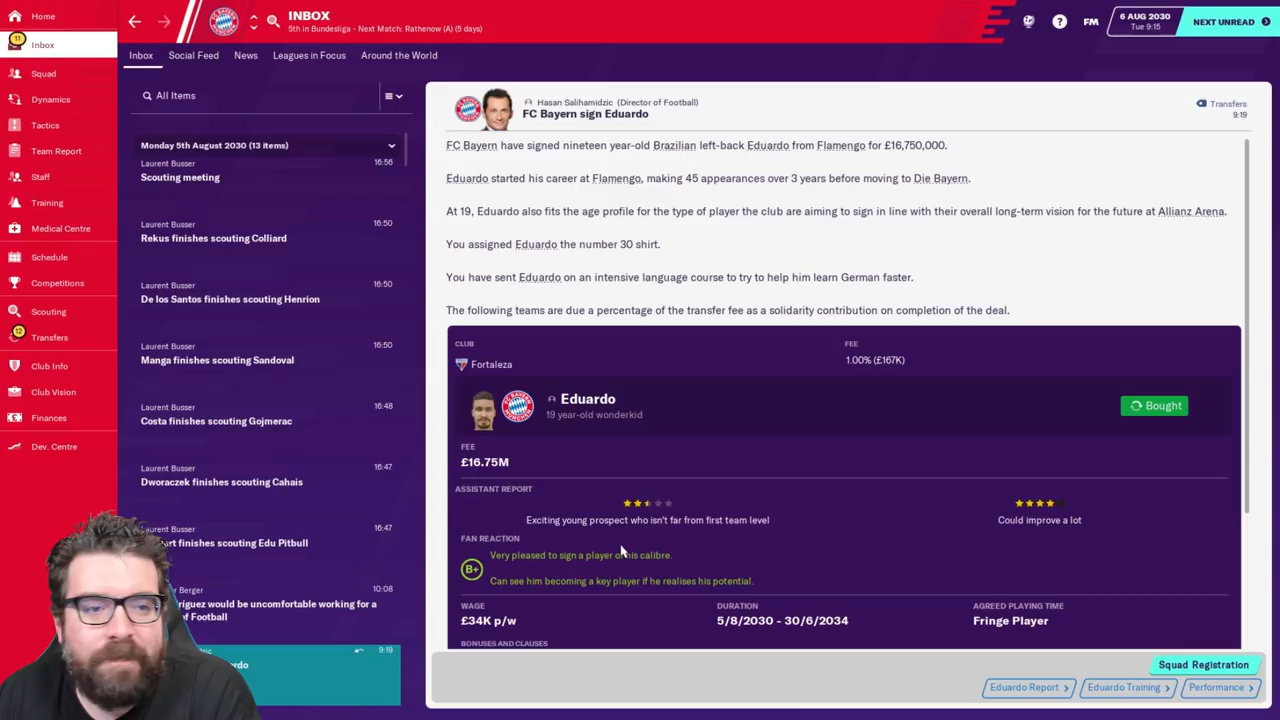 Home
11
Inbox
Squad
Dynamics
Tactics
Team Report
Staff
Training
Medical Centre
Schedule
Competitions
Scouting
12
Transfers
Club Info
Club Vision
Finances
Dev. Centre
INBOX
5th in Bundesliga - Next Match: Rathenow (A) (5 days)
FM
6 AUG 2030
Tue 9:15
NEXT UNREAD
Inbox
Social Feed
News
Leagues in Focus
Around the World
All Items
Monday 5th August 2030 (13 items)
Laurent Busser 16:56
Scouting meeting
Laurent Busser 16:50
Rekus finishes scouting Colliard
Laurent Busser 16:50
De los Santos finishes scouting Henrion
Laurent Busser 16:50
Manga finishes scouting Sandoval
Laurent Busser 16:48
Costa finishes scouting Gojmerac
Laurent Busser 16:47
Dworaczek finishes scouting Cahais
Laurent Busser 16:47
finishes scouting Edu Pitbull
Berger 10:08
would be uncomfortable working for a
of Football
9:19
Hasan Salihamidzic (Director of Football)
FC Bayern sign Eduardo
Transfers
9:19
FC Bayern have signed nineteen year-old Brazilian left-back Eduardo from Flamengo for £16,750,000.
Eduardo started his career at Flamengo, making 45 appearances over 3 years before moving to Die Bayern.
At 19, Eduardo also fits the age profile for the type of player the club are aiming to sign in line with their overall long-term vision for the future at Allianz Arena.
You assigned Eduardo the number 30 shirt.
You have sent Eduardo on an intensive language course to try to help him learn German faster.
The following teams are due a percentage of the transfer fee as a solidarity contribution on completion of the deal.
CLUB FEE
Fortaleza 1.00% (£167K)
Eduardo
19 year-old wonderkid
Bought
FEE
£16.75M
ASSISTANT REPORT
Exciting young prospect who isn't far from first team level
Could improve a lot
FAN REACTION
B+
Very pleased to sign a player of his calibre.
Can see him becoming a key player if he realises his potential.
WAGE DURATION AGREED PLAYING TIME
£34K p/w 5/8/2030 - 30/6/2034 Fringe Player
BONUSES AND CLAUSES
Squad Registration
Eduardo Report
Eduardo Training
Performance